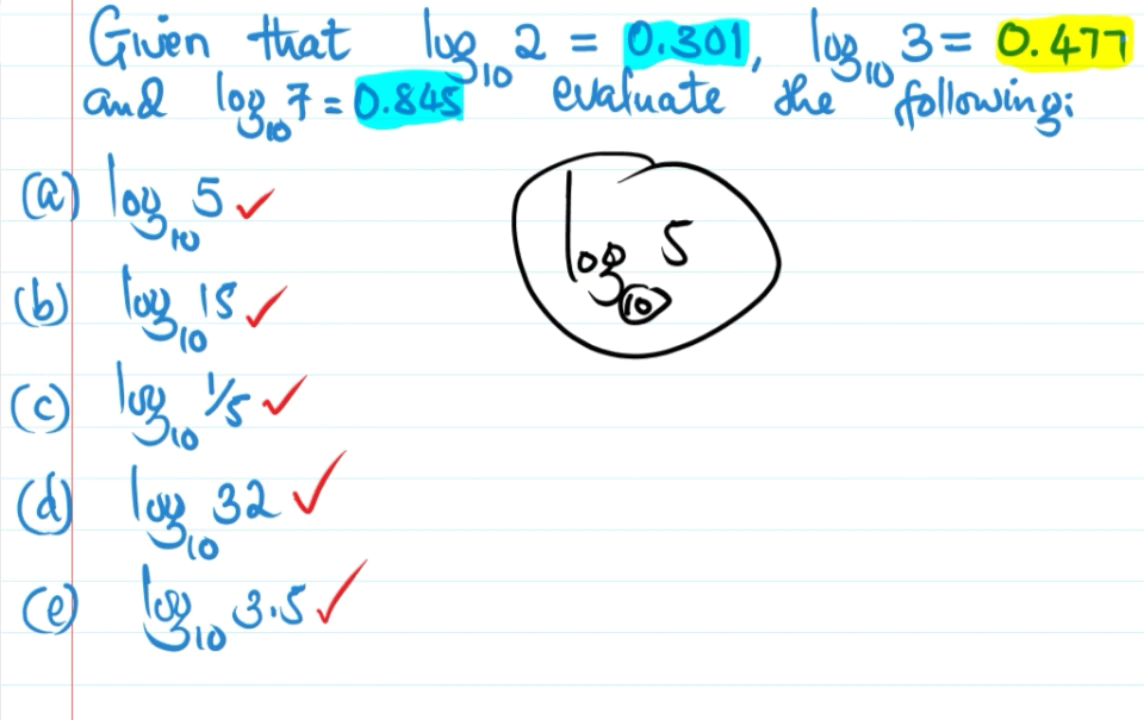 Given that log₁₀ 2 = 0.301, log₁₀ 3 = 0.477
and log₁₀ 7 = 0.845 evaluate the following:
(a) log₁₀ 5 ✓
(b) log₁₀ 15 ✓
(c) log₁₀ 1/5 ✓
(d) log₁₀ 32 ✓
(e) log₁₀ 3.5 ✓
log₁₀ 5